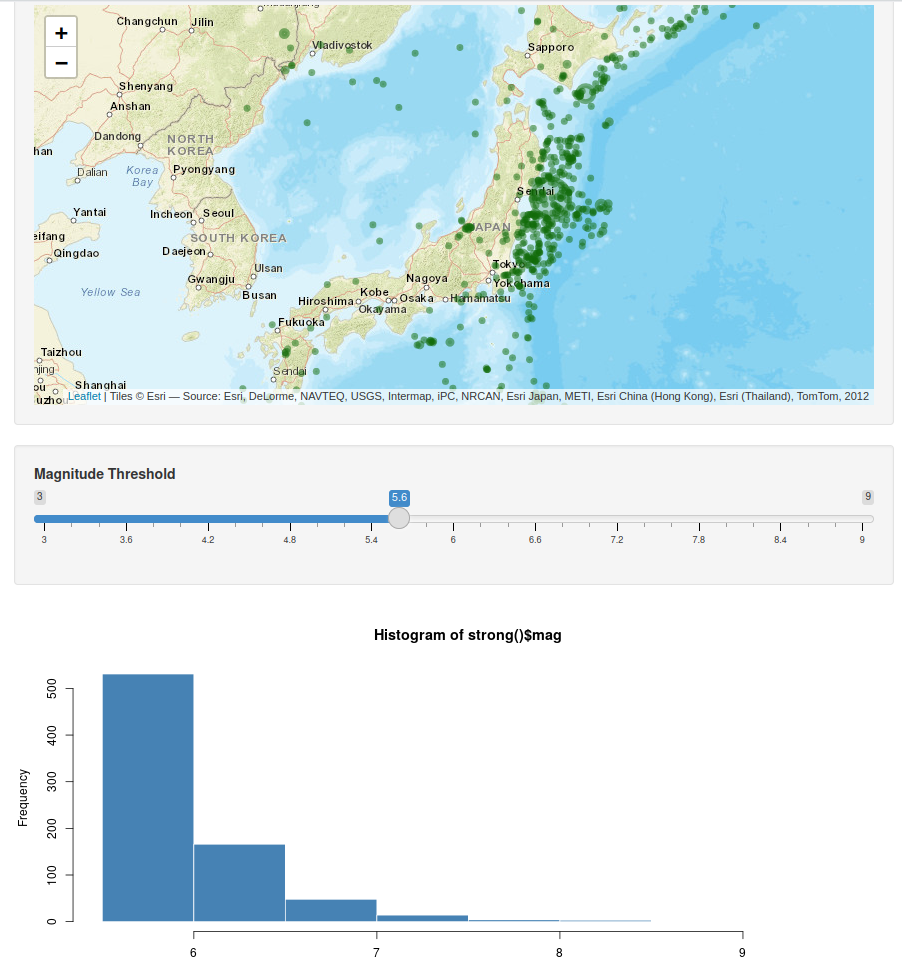 +
−
Changchun
Jilin
Vladivostok
Sapporo
Shenyang
Anshan
Dandong
NORTH
KOREA
han
Dalian
Korea
Bay
Pyongyang
Yantai
Incheon
Seoul
Sendai
eifang
SOUTH KOREA
JAPAN
Qingdao
Daejeon
Ulsan
Tokyo
Gwangju
Nagoya
Yokohama
Yellow Sea
Busan
Kobe
Hiroshima
Osaka
Hamamatsu
Okayama
Fukuoka
Taizhou
njing
Sendai
Shanghai
ou
uzho
Leaflet | Tiles © Esri — Source: Esri, DeLorme, NAVTEQ, USGS, Intermap, iPC, NRCAN, Esri Japan, METI, Esri China (Hong Kong), Esri (Thailand), TomTom, 2012
Magnitude Threshold
3
5.6
9
3 3.6 4.2 4.8 5.4 6 6.6 7.2 7.8 8.4 9
Histogram of strong()$mag
Frequency
500
400
300
200
100
0
6 7 8 9